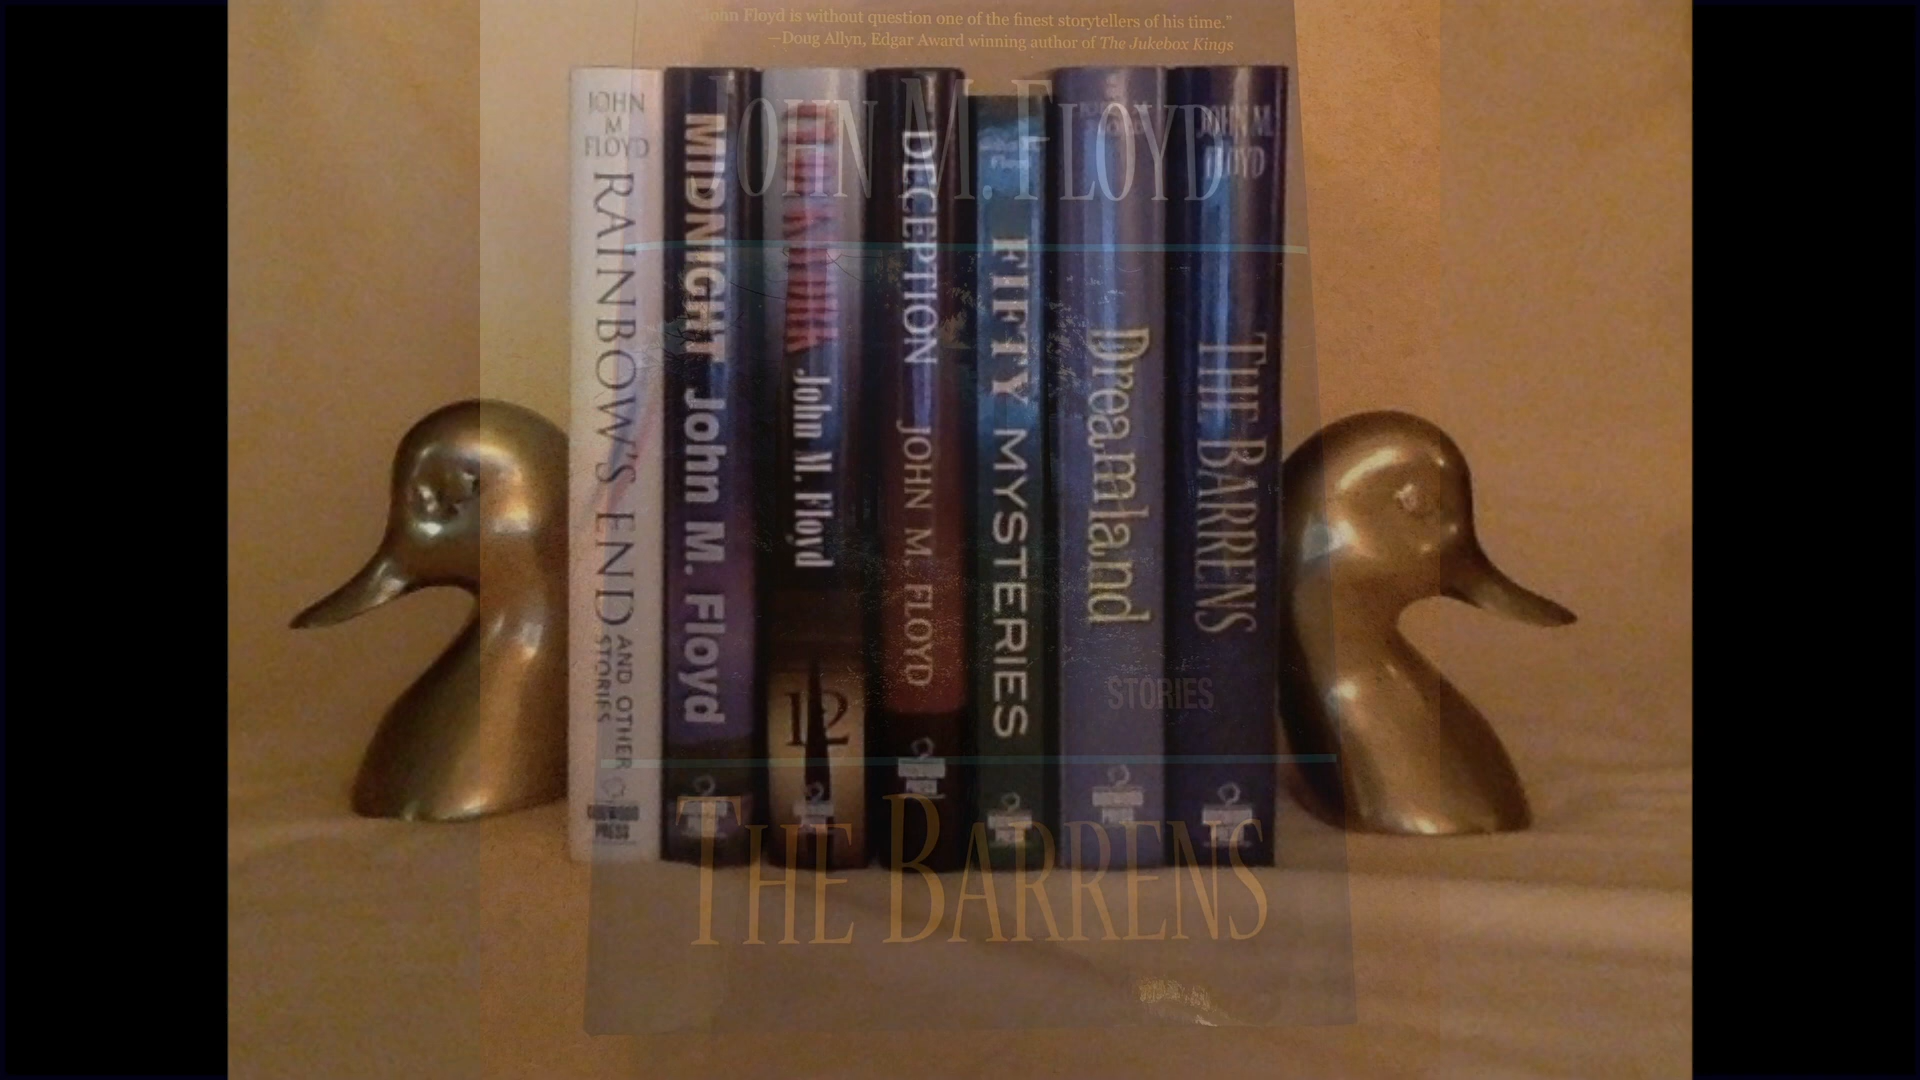 John Floyd is without question one of the finest storytellers of his time."
—Doug Allyn, Edgar Award winning author of The Jukebox Kings
JOHN M. FLOYD
STORIES
THE BARRENS
JOHN
M
FLOYD
RAINBOW'S END
AND OTHER
STORIES
MIDNIGHT John M. Floyd
John M. Floyd
12
DECEPTION JOHN M. FLOYD
FIFTY MYSTERIES
Dreamland
JOHN M.
FLOYD
THE BARRENS
DOGWOOD
PRESS